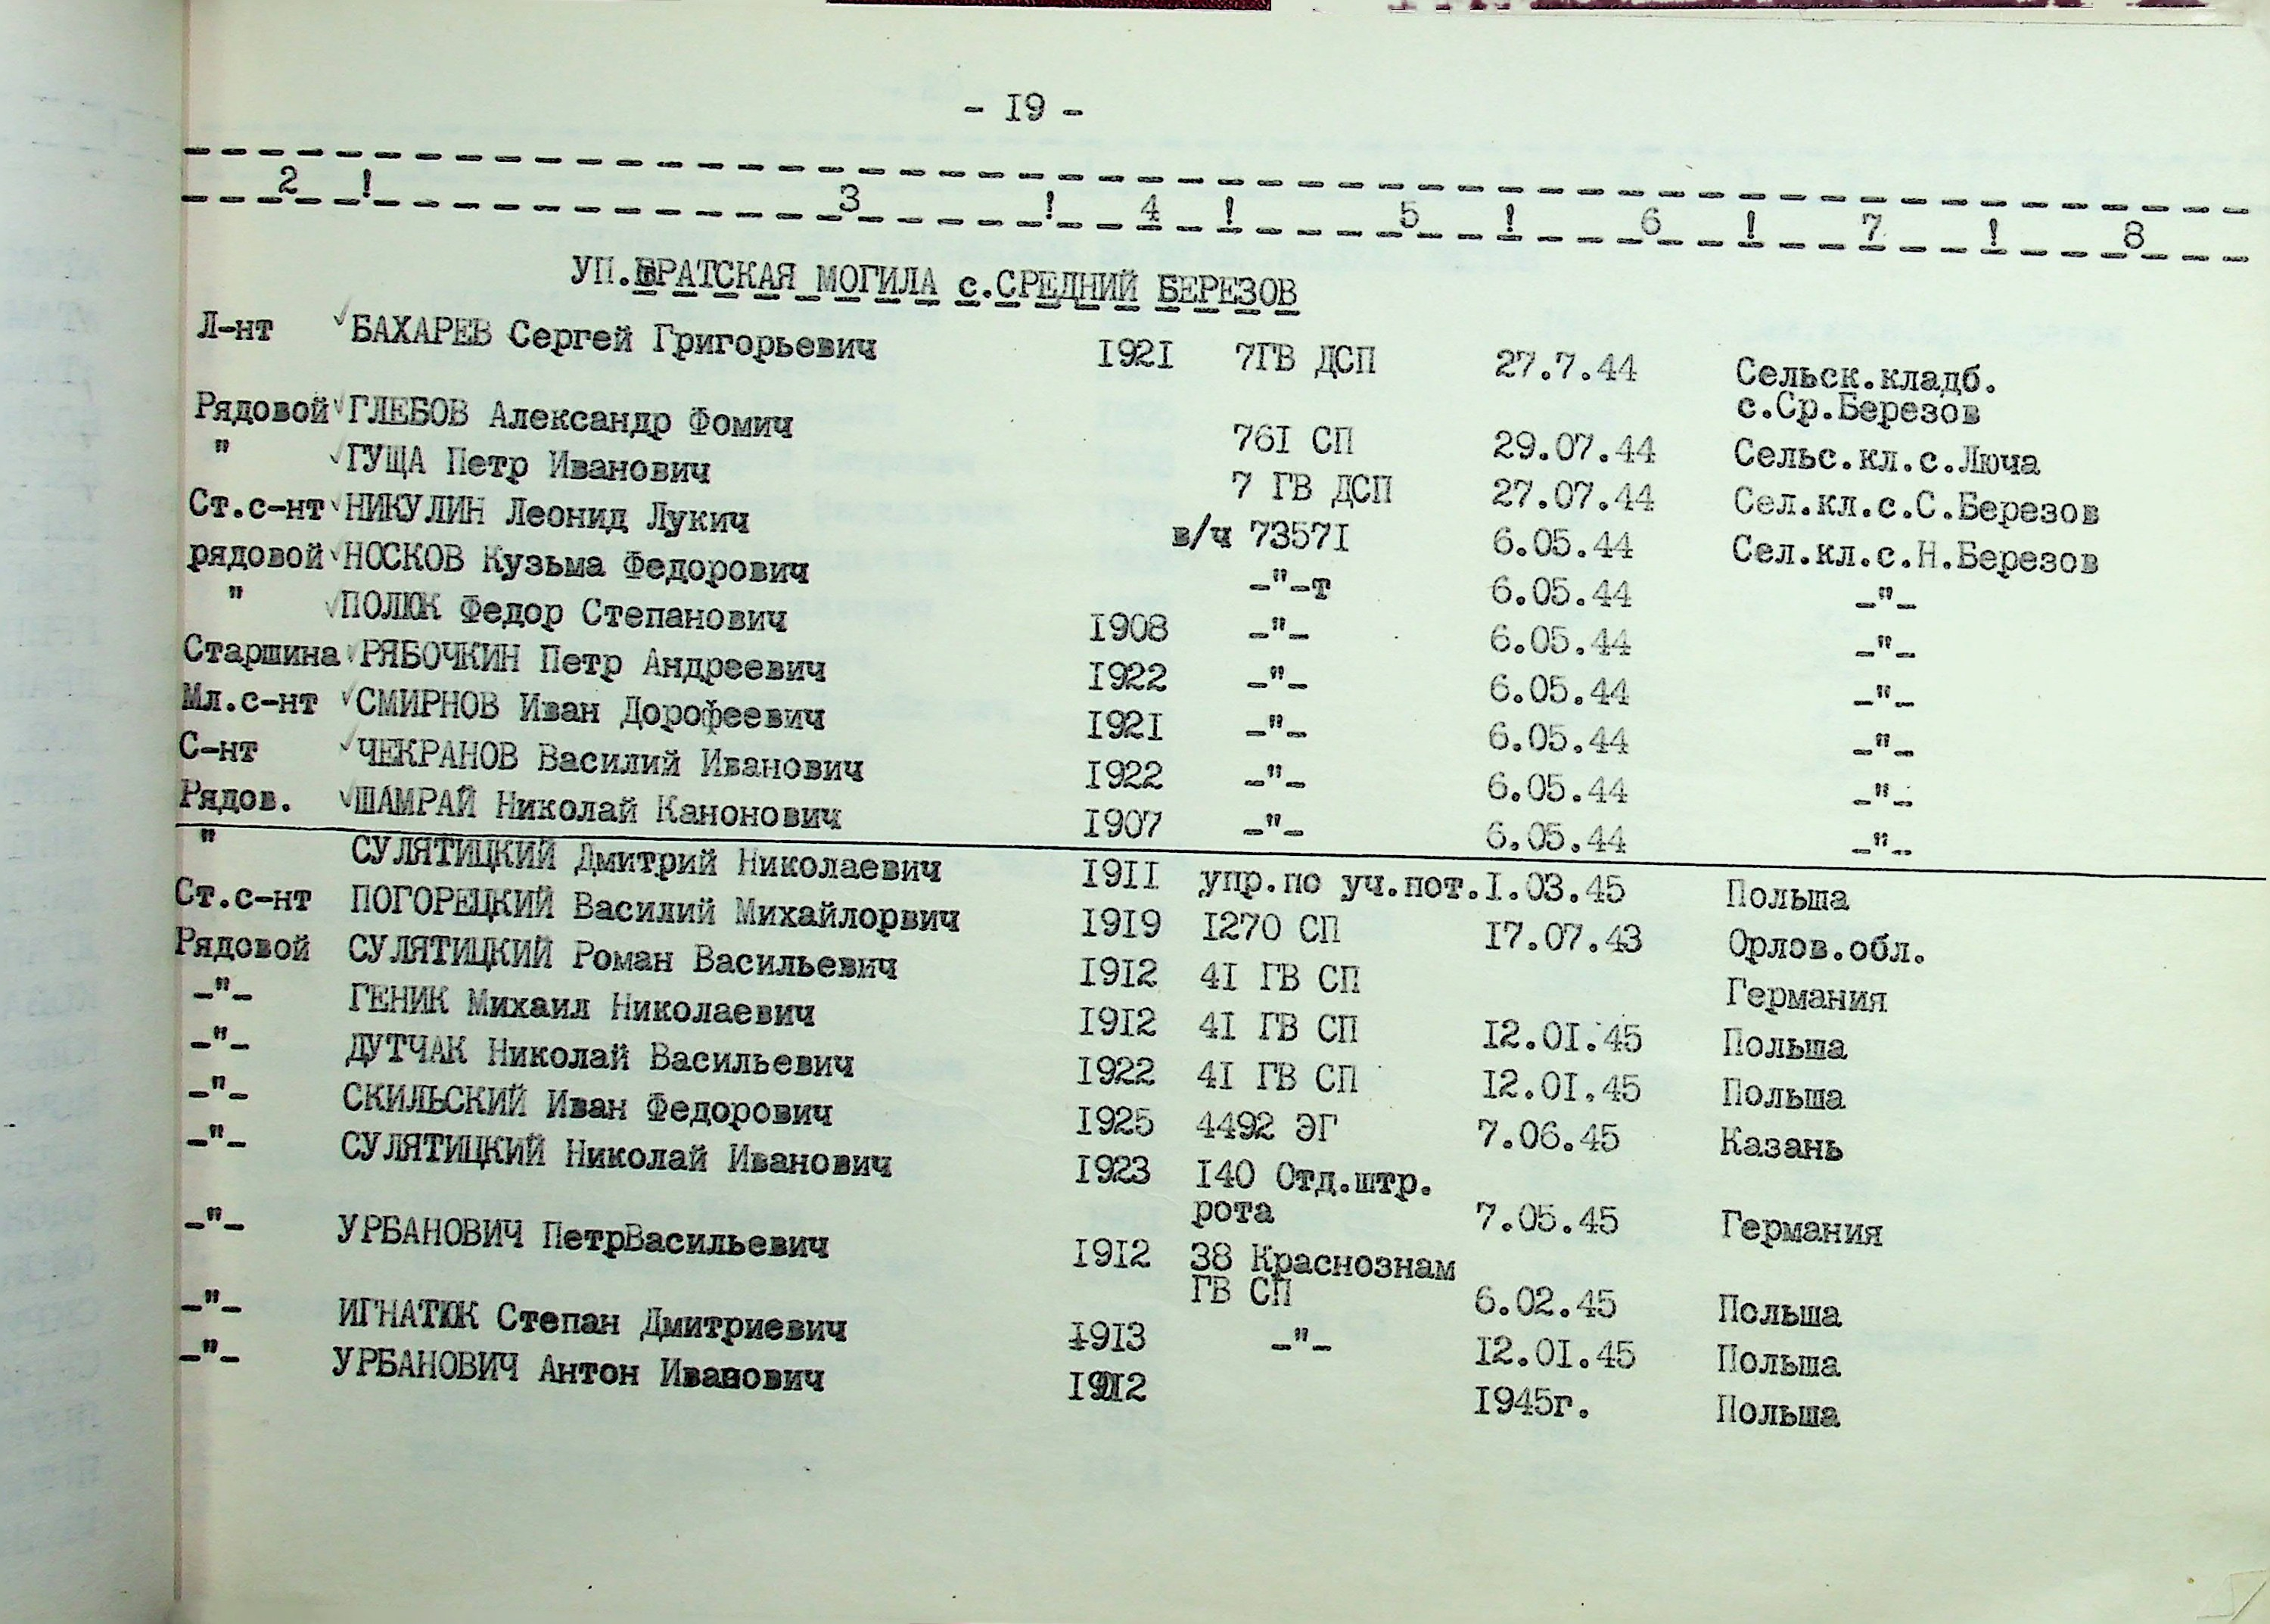 - 19 -
2 ! 3 ! 4 ! 5 ! 6 ! 7 ! 8
УП.БРАТСКАЯ МОГИЛА с.СРЕДНИЙ БЕРЕЗОВ
Л-нт ✓БАХАРЕВ Сергей Григорьевич 1921 7ГВ ДСП 27.7.44 Сельск.кладб.
с.Ср.Березов
Рядовой ✓ГЛЕБОВ Александр Фомич 761 СП 29.07.44 Сельс.кл.с.Люча
" ✓ГУЩА Петр Иванович 7 ГВ ДСП 27.07.44 Сел.кл.с.С.Березов
Ст.с-нт ✓НИКУЛИН Леонид Лукич в/ч 73571 6.05.44 Сел.кл.с.Н.Березов
рядовой ✓НОСКОВ Кузьма Федорович -"-т 6.05.44 -"-
" ✓ПОЛЮК Федор Степанович 1908 -"- 6.05.44 -"-
Старшина ✓РЯБОЧКИН Петр Андреевич 1922 -"- 6.05.44 -"-
Мл.с-нт ✓СМИРНОВ Иван Дорофеевич 1921 -"- 6.05.44 -"-
С-нт ✓ЧЕКРАНОВ Василий Иванович 1922 -"- 6.05.44 -"-
Рядов. ✓ШАМРАЙ Николай Канонович 1907 -"- 6.05.44 -"-
" СУЛЯТИЦКИЙ Дмитрий Николаевич 1911 упр.по уч.пот.1.03.45 Польша
Ст.с-нт ПОГОРЕЦКИЙ Василий Михайлорвич 1919 1270 СП 17.07.43 Орлов.обл.
Рядовой СУЛЯТИЦКИЙ Роман Васильевич 1912 41 ГВ СП Германия
-"- ГЕНИК Михаил Николаевич 1912 41 ГВ СП 12.01.45 Польша
-"- ДУТЧАК Николай Васильевич 1922 41 ГВ СП 12.01.45 Польша
-"- СКИЛЬСКИЙ Иван Федорович 1925 4492 ЭГ 7.06.45 Казань
-"- СУЛЯТИЦКИЙ Николай Иванович 1923 140 Отд.штр.
рота 7.05.45 Германия
-"- УРБАНОВИЧ ПетрВасильевич 1912 38 Краснознам
ГВ СП 6.02.45 Польша
-"- ИГНАТЮК Степан Дмитриевич 1913 -"- 12.01.45 Польша
-"- УРБАНОВИЧ Антон Иванович 1912 1945г. Польша